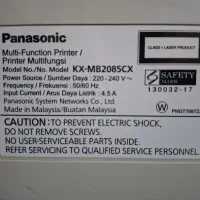 Panasonic
CLASS 1 LASER PRODUCT
Multi-Function Printer /
Printer Multifungsi
Model No./No. Model KX-MB2085CX
Power Source / Sumber Daya : 220 - 240 V~
Frequency / Frekuensi : 50/60 Hz
Input Current / Arus Daya Listrik : 4.5 A
Panasonic System Networks Co., Ltd.
Made in Malaysia/Buatan Malaysia
SAFETY
130032-17
CAUTION: TO PREVENT ELECTRIC SHOCK,
DO NOT REMOVE SCREWS.
NO USER-SERVICEABLE PARTS INSIDE.
REFER SERVICING TO QUALIFIED SERVICE PERSONNEL